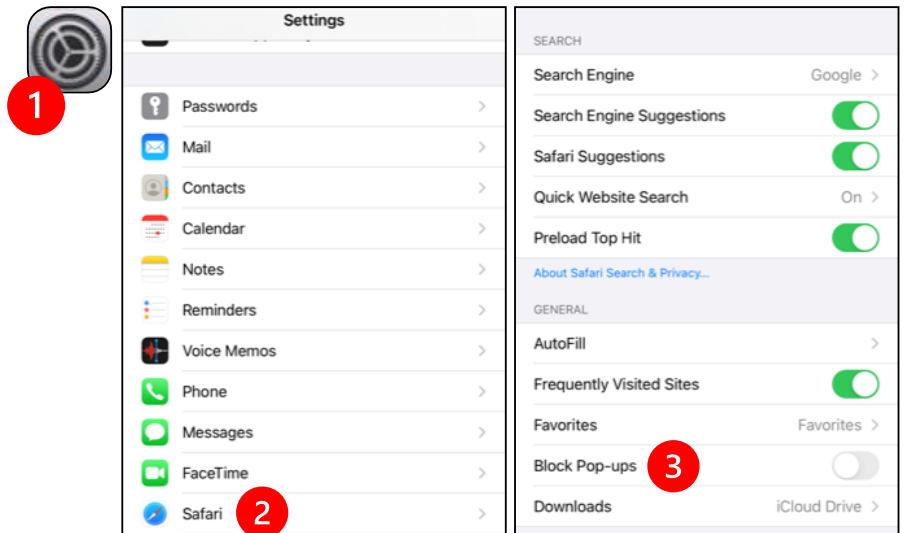 1
Settings
Passwords
Mail
Contacts
Calendar
Notes
Reminders
Voice Memos
Phone
Messages
FaceTime
Safari 2
SEARCH
Search Engine Google >
Search Engine Suggestions
Safari Suggestions
Quick Website Search On >
Preload Top Hit
About Safari Search & Privacy...
GENERAL
AutoFill
Frequently Visited Sites
Favorites Favorites >
Block Pop-ups 3
Downloads iCloud Drive >